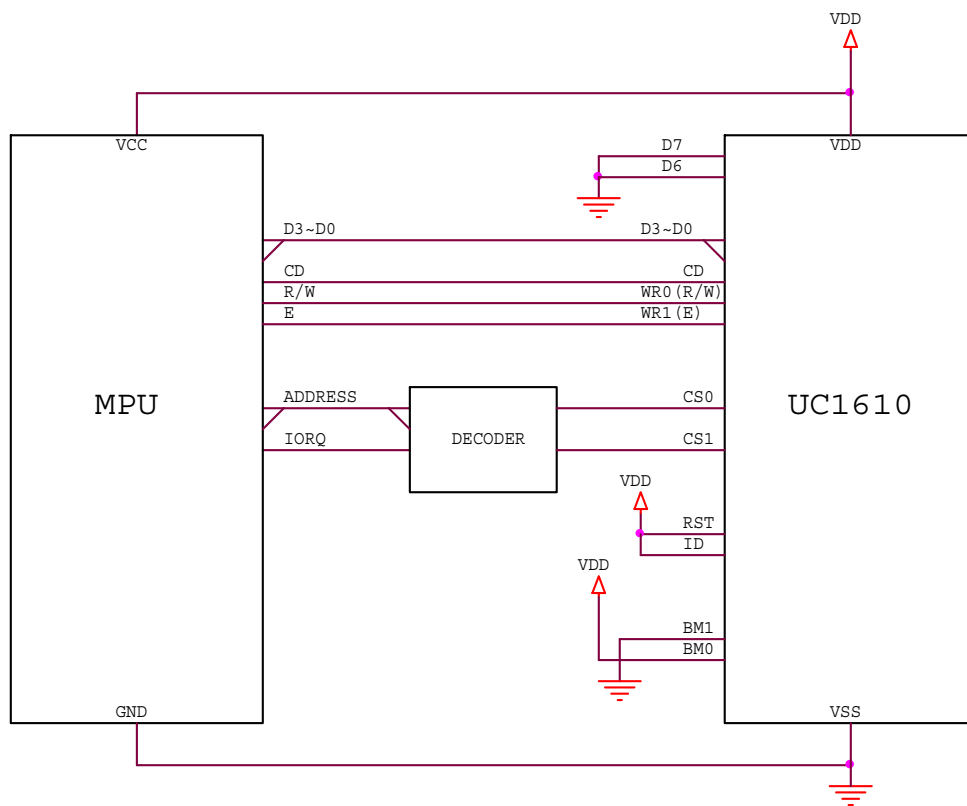 VDD
VCC
VDD
D7
D6
D3~D0
D3~D0
CD
CD
R/W
WR0(R/W)
E
WR1(E)
MPU
UC1610
ADDRESS
CS0
IORQ
DECODER
CS1
VDD
RST
ID
VDD
BM1
BM0
GND
VSS